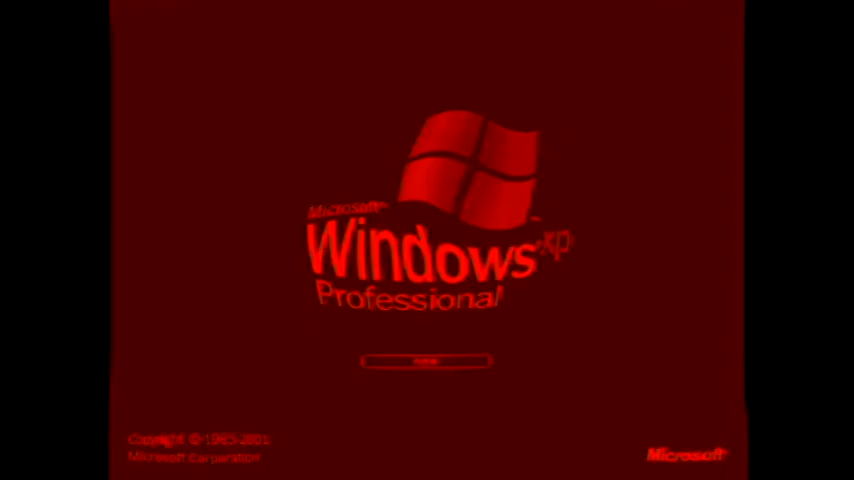 Microsoft®
Windows xp
Professional
Copyright © 1985-2001
Microsoft Corporation
Microsoft®